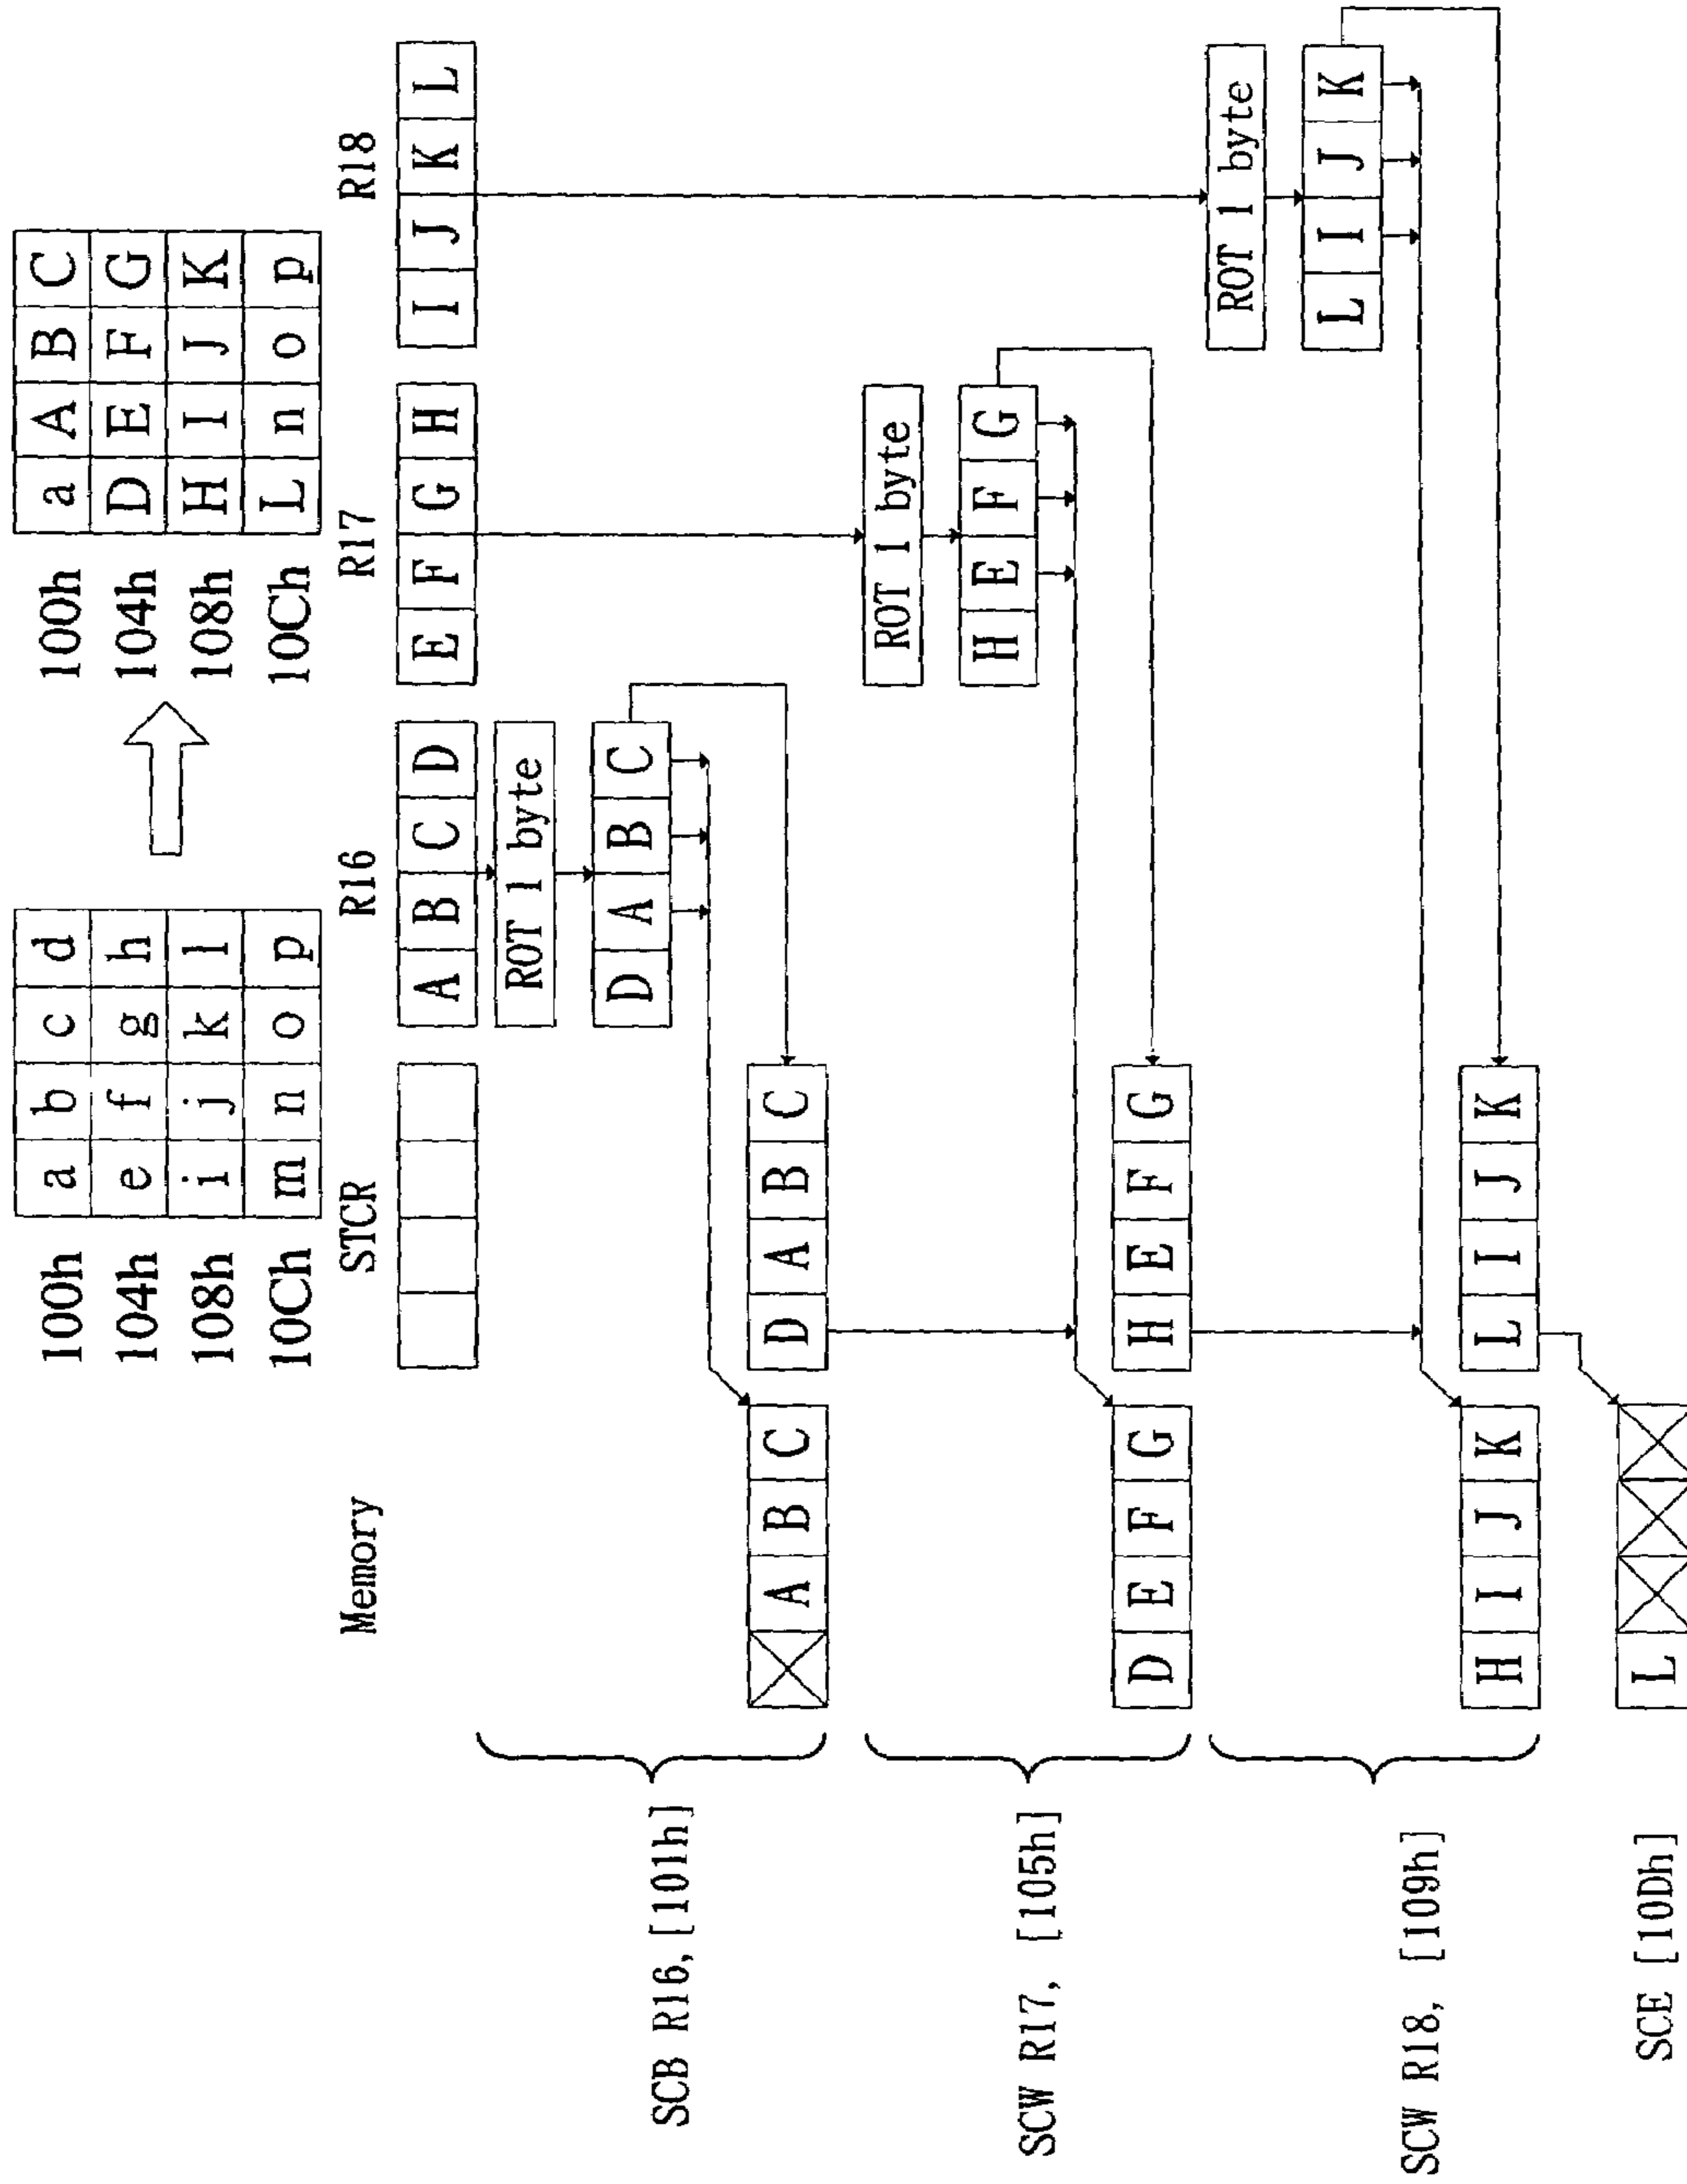 100h a b c d
104h e f g h
108h i j k l
10Ch m n o p
100h a A B C
104h D E F G
108h H I J K
10Ch L n o p
Memory STCR R16 R17 R18
A B C D
E F G H
I J K L
ROT 1 byte
D A B C
SCB R16, [101h]
A B C
D A B C
ROT 1 byte
H E F G
SCW R17, [105h]
D E F G
H E F G
ROT 1 byte
L I J K
SCW R18, [109h]
H I J K
L I J K
SCE [10Dh]
L